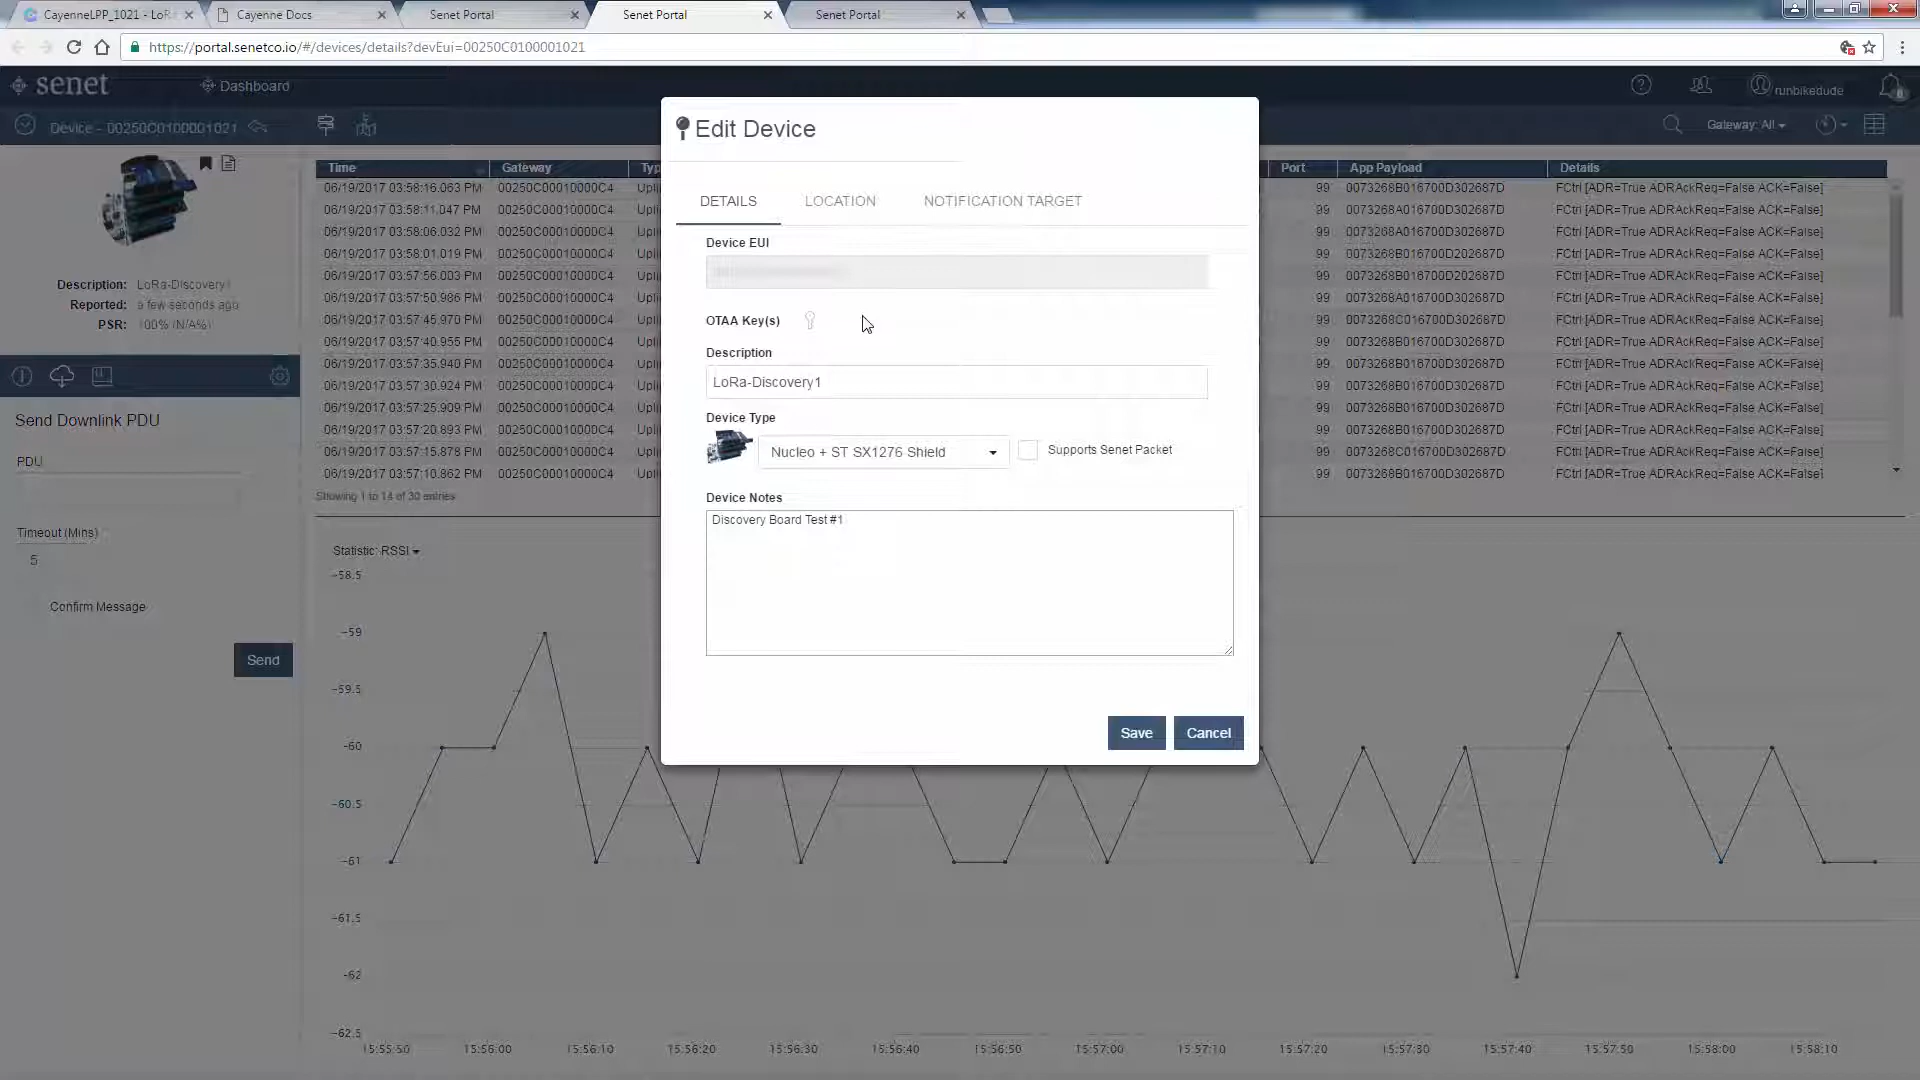 CayenneLPP_1021 - LoRa
Cayenne Docs
Senet Portal
Senet Portal
Senet Portal
https://portal.senetco.io/#/devices/details?devEui=00250C0100001021
senet
Dashboard
runbikedude
Device - 00250C0100001021
Gateway: All
Edit Device
DETAILS LOCATION NOTIFICATION TARGET
Device EUI
OTAA Key(s)
Description
LoRa-Discovery1
Device Type
Nucleo + ST SX1276 Shield
Supports Senet Packet
Device Notes
Discovery Board Test #1
Save Cancel
Description: LoRa-Discovery1
Reported: a few seconds ago
PSR: 100% (N/A%)
Send Downlink PDU
PDU
Timeout (Mins)
5
Confirm Message
Send
Time Gateway Typ Port App Payload Details
06/19/2017 03:58:16.063 PM 00250C00010000C4 Upli 99 0073268B016700D302687D FCtrl [ADR=True ADRAckReq=False ACK=False]
06/19/2017 03:58:11.047 PM 00250C00010000C4 Upli 99 0073268A016700D302687D FCtrl [ADR=True ADRAckReq=False ACK=False]
06/19/2017 03:58:06.032 PM 00250C00010000C4 Upli 99 0073268B016700D302687D FCtrl [ADR=True ADRAckReq=False ACK=False]
06/19/2017 03:58:01.019 PM 00250C00010000C4 Upli 99 0073268B016700D302687D FCtrl [ADR=True ADRAckReq=False ACK=False]
06/19/2017 03:57:56.003 PM 00250C00010000C4 Upli 99 0073268A016700D202687D FCtrl [ADR=True ADRAckReq=False ACK=False]
06/19/2017 03:57:50.986 PM 00250C00010000C4 Upli 99 0073268A016700D302687D FCtrl [ADR=True ADRAckReq=False ACK=False]
06/19/2017 03:57:45.970 PM 00250C00010000C4 Upli 99 0073268C016700D302687D FCtrl [ADR=True ADRAckReq=False ACK=False]
06/19/2017 03:57:40.955 PM 00250C00010000C4 Upli 99 0073268C016700D302687D FCtrl [ADR=True ADRAckReq=False ACK=False]
06/19/2017 03:57:35.940 PM 00250C00010000C4 Upli 99 0073268B016700D302687D FCtrl [ADR=True ADRAckReq=False ACK=False]
06/19/2017 03:57:30.924 PM 00250C00010000C4 Upli 99 0073268B016700D302687D FCtrl [ADR=True ADRAckReq=False ACK=False]
06/19/2017 03:57:25.909 PM 00250C00010000C4 Upli 99 0073268A016700D302687D FCtrl [ADR=True ADRAckReq=False ACK=False]
06/19/2017 03:57:20.893 PM 00250C00010000C4 Upli 99 0073268B016700D302687D FCtrl [ADR=True ADRAckReq=False ACK=False]
06/19/2017 03:57:15.878 PM 00250C00010000C4 Upli 99 0073268C016700D302687D FCtrl [ADR=True ADRAckReq=False ACK=False]
06/19/2017 03:57:10.862 PM 00250C00010000C4 Upli 99 0073268B016700D302687D FCtrl [ADR=True ADRAckReq=False ACK=False]
Showing 1 to 14 of 30 entries
Statistic: RSSI
-58.5
-59
-59.5
-60
-60.5
-61
-61.5
-62
-62.5
15:55:50 15:56:00 15:56:10 15:56:20 15:56:30 15:56:40 15:56:50 15:57:00 15:57:10 15:57:20 15:57:30 15:57:40 15:57:50 15:58:00 15:58:10